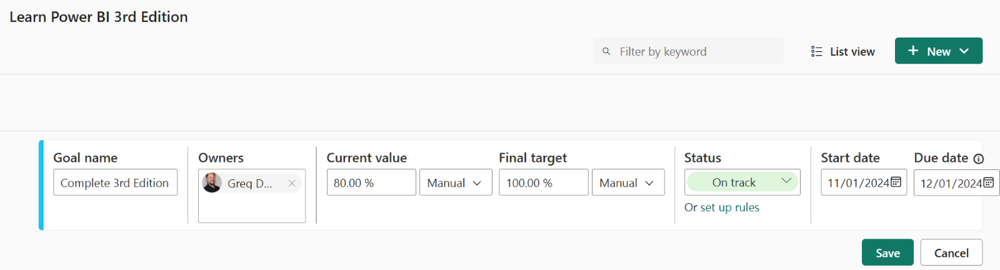 Learn Power BI 3rd Edition
Filter by keyword
List view
+ New
Goal name
Owners
Current value
Final target
Status
Start date
Due date
Complete 3rd Edition
Greg D...
80.00 %
Manual
100.00 %
Manual
On track
11/01/2024
12/01/2024
Or set up rules
Save
Cancel